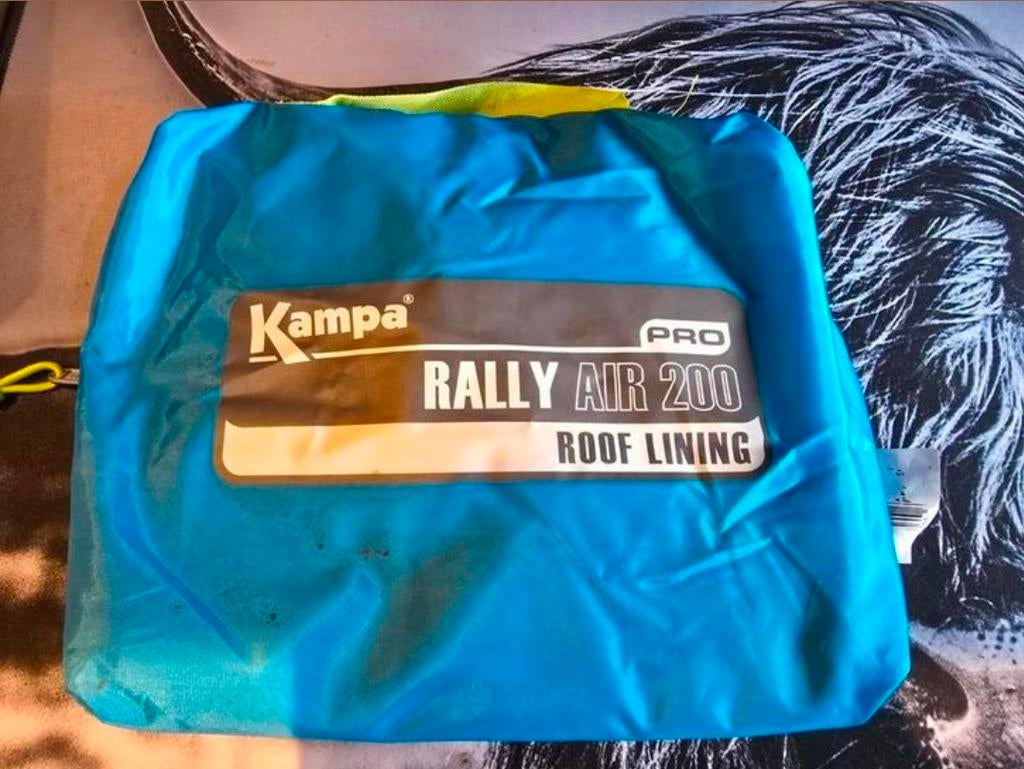 Kampa®
PRO
RALLY AIR 200
ROOF LINING